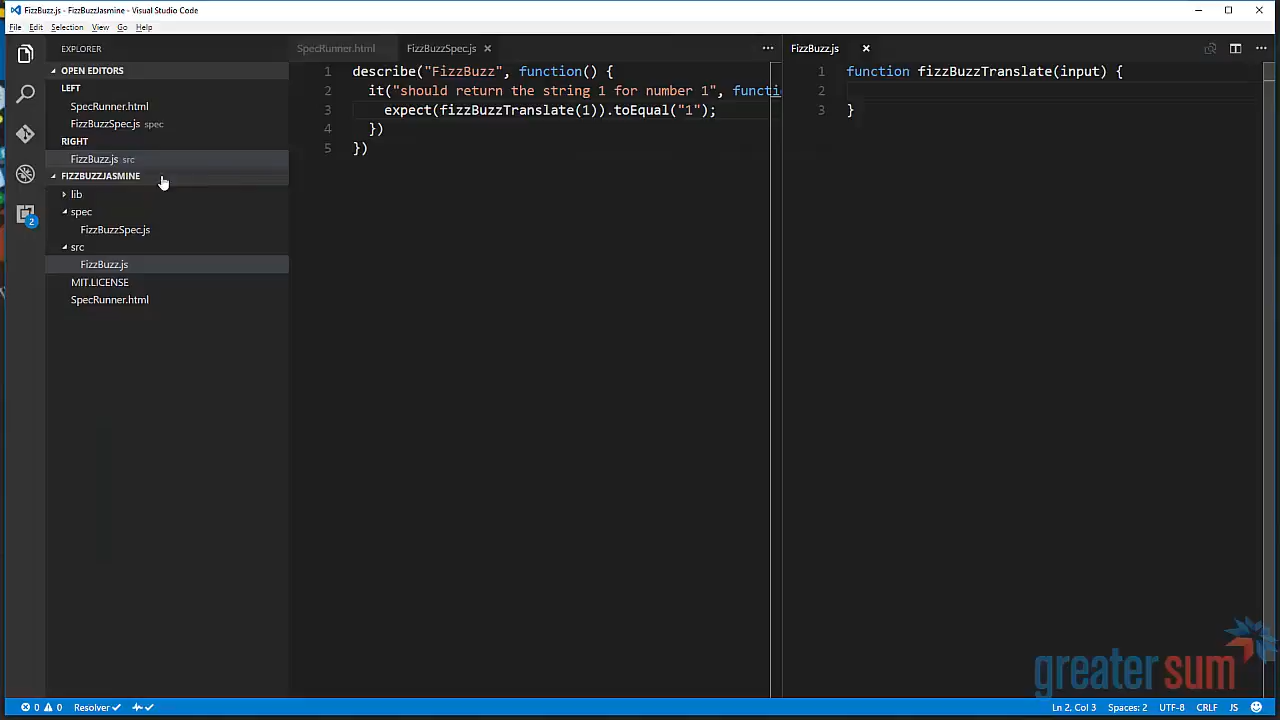 FizzBuzz.js - FizzBuzzJasmine - Visual Studio Code
File Edit Selection View Go Help
EXPLORER
OPEN EDITORS
LEFT
SpecRunner.html
FizzBuzzSpec.js spec
RIGHT
FizzBuzz.js src
FIZZBUZZJASMINE
lib
spec
FizzBuzzSpec.js
src
FizzBuzz.js
MIT.LICENSE
SpecRunner.html
2
SpecRunner.html FizzBuzzSpec.js
1 describe("FizzBuzz", function() {
2 it("should return the string 1 for number 1", functi
3 expect(fizzBuzzTranslate(1)).toEqual("1");
4 })
5 })
FizzBuzz.js
1 function fizzBuzzTranslate(input) {
2
3 }
greater sum
0 0 Resolver Ln 2, Col 3 Spaces: 2 UTF-8 CRLF JS